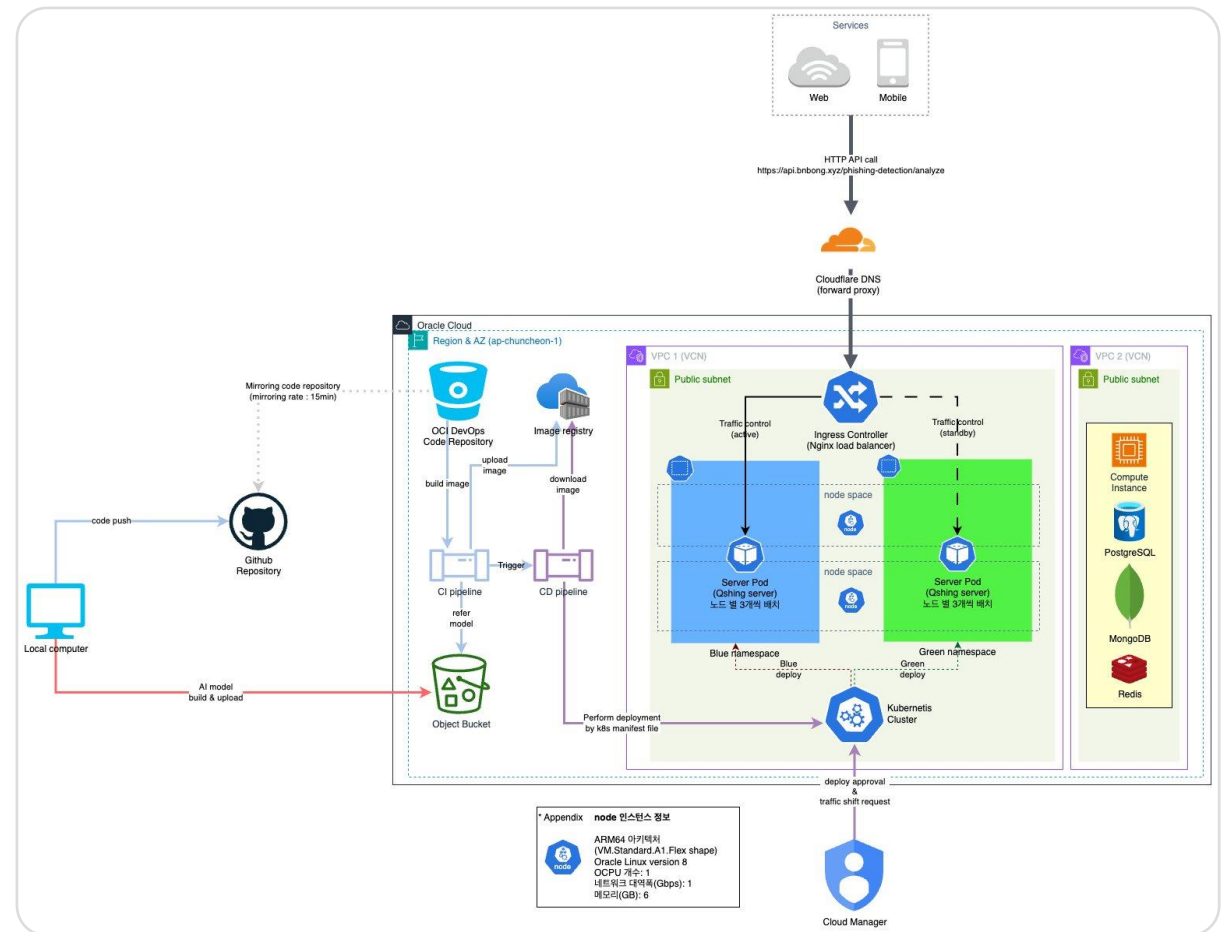 Services
Web
Mobile
HTTP API call
https://api.bnbong.xyz/phishing-detection/analyze
Cloudflare DNS
(forward proxy)
Oracle Cloud
Region & AZ (ap-chuncheon-1)
VPC 1 (VCN)
VPC 2 (VCN)
Public subnet
Public subnet
Mirroring code repository
(mirroring rate : 15min)
OCI DevOps
Code Repository
Image registry
Traffic control
(active)
Ingress Controller
(Nginx load balancer)
Traffic control
(standby)
upload
image
build image
download
image
node space
node
Compute
Instance
PostgreSQL
code push
Github
Repository
CI pipeline
Trigger
CD pipeline
Server Pod
(Qshing server)
노드 별 3개씩 배치
node space
node
Server Pod
(Qshing server)
노드 별 3개씩 배치
MongoDB
Redis
Local computer
refer
model
Blue namespace
Green namespace
Blue
deploy
Green
deploy
AI model
build & upload
Object Bucket
Perform deployment
by k8s manifest file
Kubernetis
Cluster
deploy approval
&
traffic shift request
* Appendix node 인스턴스 정보
node
ARM64 아키텍처
(VM.Standard.A1.Flex shape)
Oracle Linux version 8
OCPU 개수: 1
네트워크 대역폭(Gbps): 1
메모리(GB): 6
Cloud Manager